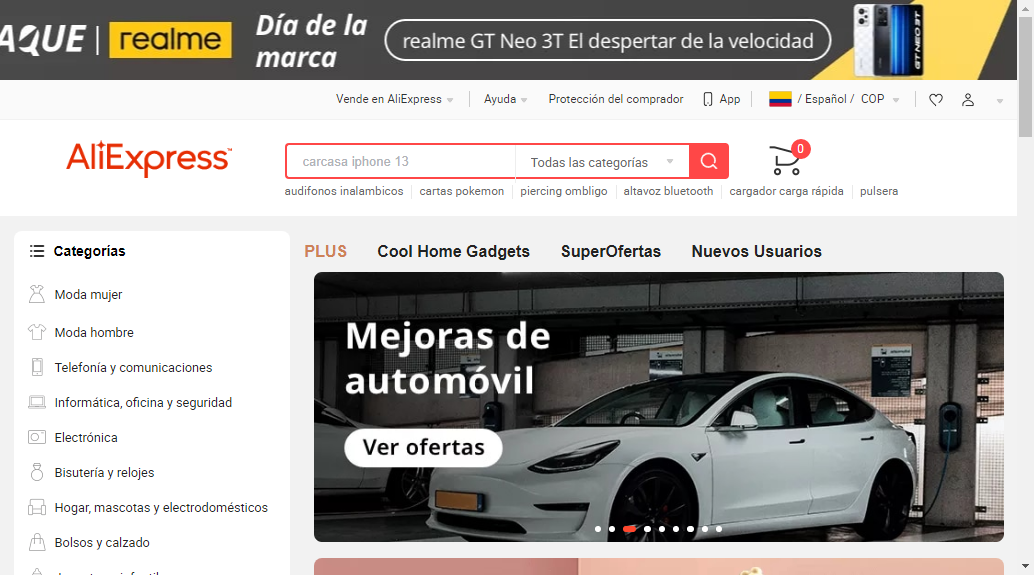 AQUE | realme
Día de la
marca
realme GT Neo 3T El despertar de la velocidad
GT NEO 3T
Vende en AliExpress
Ayuda
Protección del comprador
App
/ Español / COP
AliExpress
carcasa iphone 13
Todas las categorías
0
audifonos inalambicos
cartas pokemon
piercing ombligo
altavoz bluetooth
cargador carga rápida
pulsera
Categorías
Moda mujer
Moda hombre
Telefonía y comunicaciones
Informática, oficina y seguridad
Electrónica
Bisutería y relojes
Hogar, mascotas y electrodomésticos
Bolsos y calzado
PLUS
Cool Home Gadgets
SuperOfertas
Nuevos Usuarios
Mejoras de
automóvil
Ver ofertas